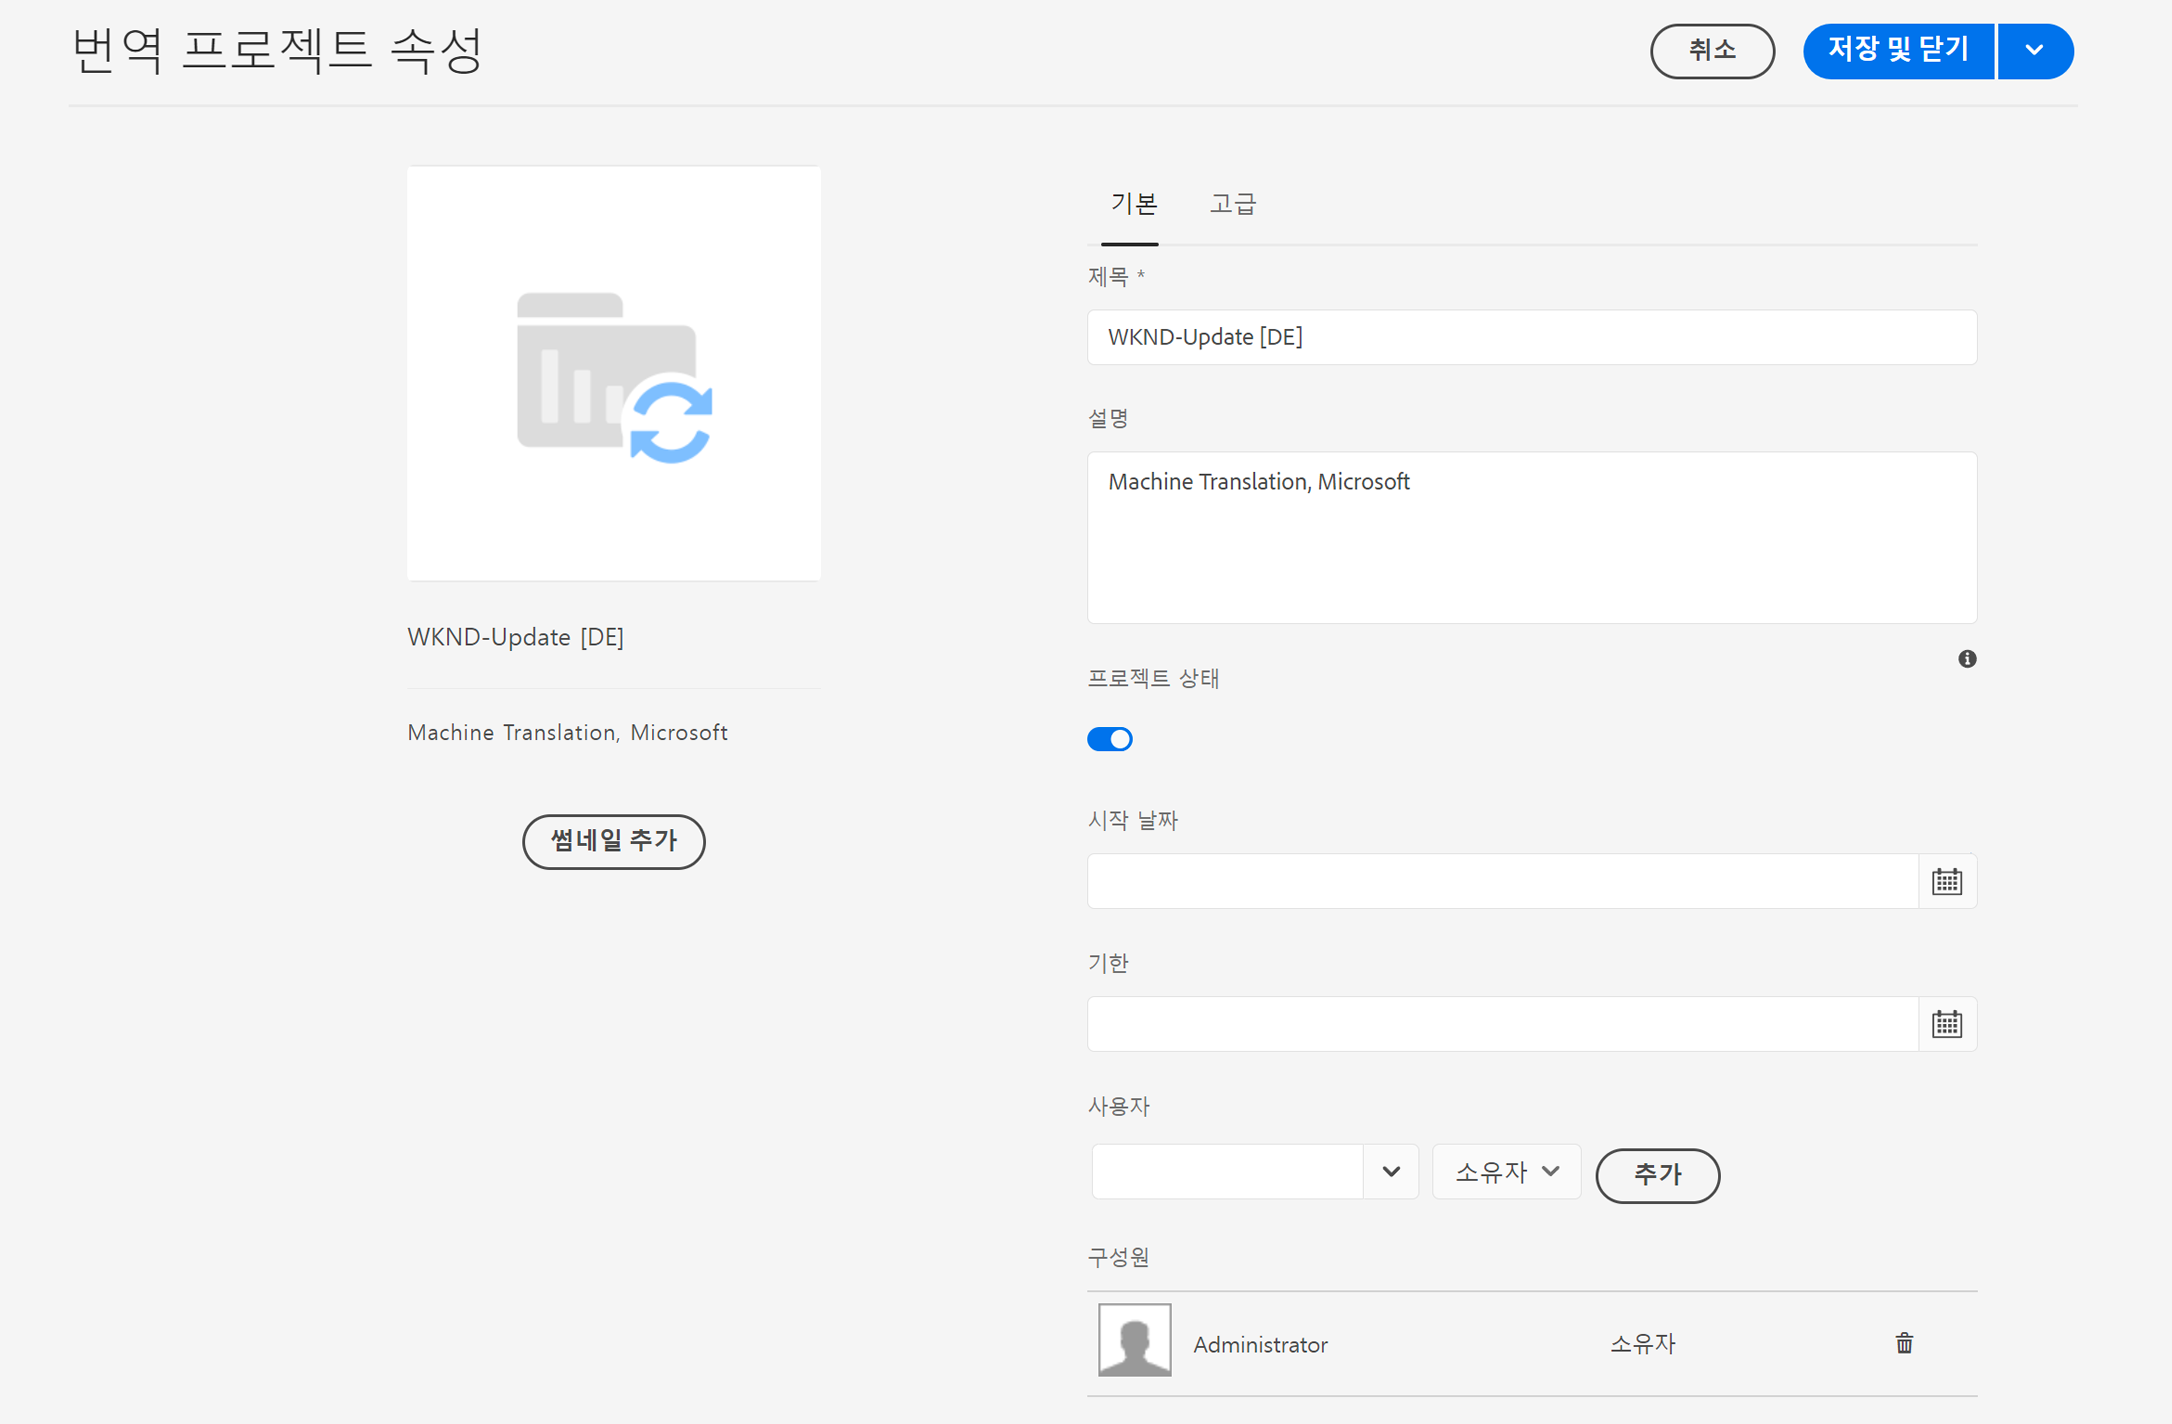 번역 프로젝트 속성
취소
저장 및 닫기
WKND-Update [DE]
Machine Translation, Microsoft
썸네일 추가
기본 고급
제목 *
WKND-Update [DE]
설명
Machine Translation, Microsoft
프로젝트 상태
시작 날짜
기한
사용자
소유자
추가
구성원
Administrator 소유자